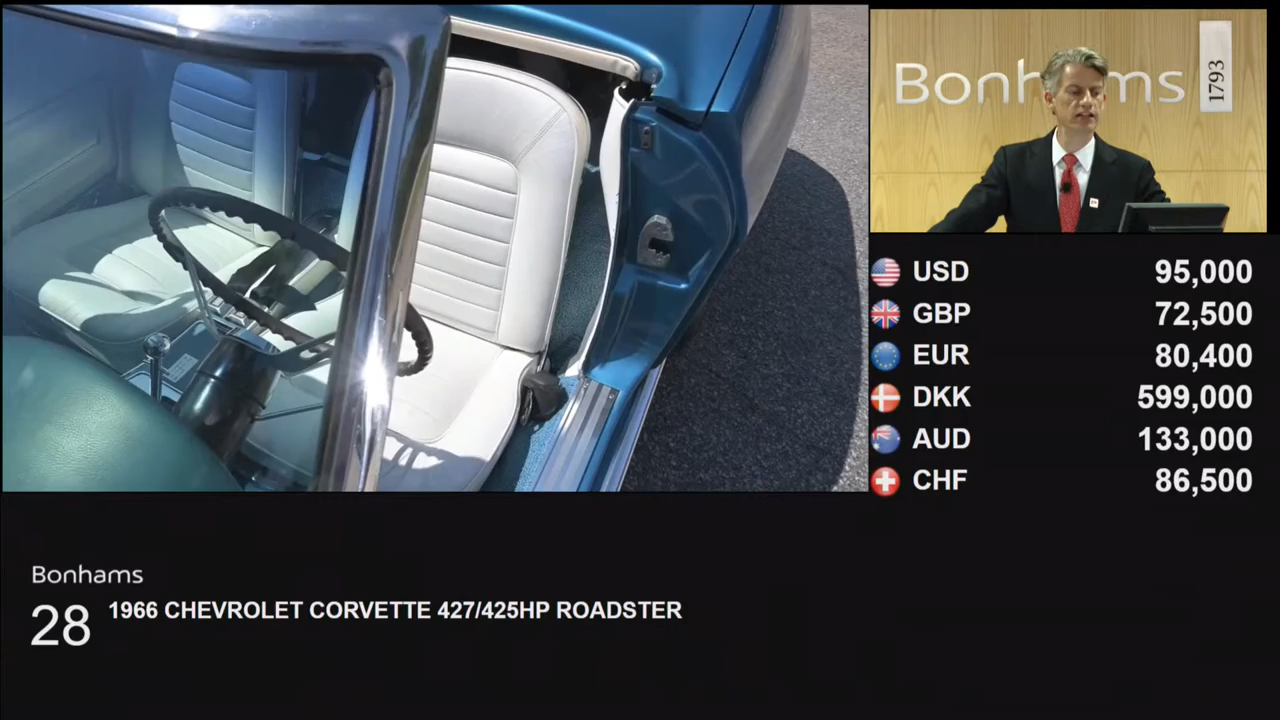 Bonhams
1793
USD 95,000
GBP 72,500
EUR 80,400
DKK 599,000
AUD 133,000
CHF 86,500
Bonhams
28 1966 CHEVROLET CORVETTE 427/425HP ROADSTER